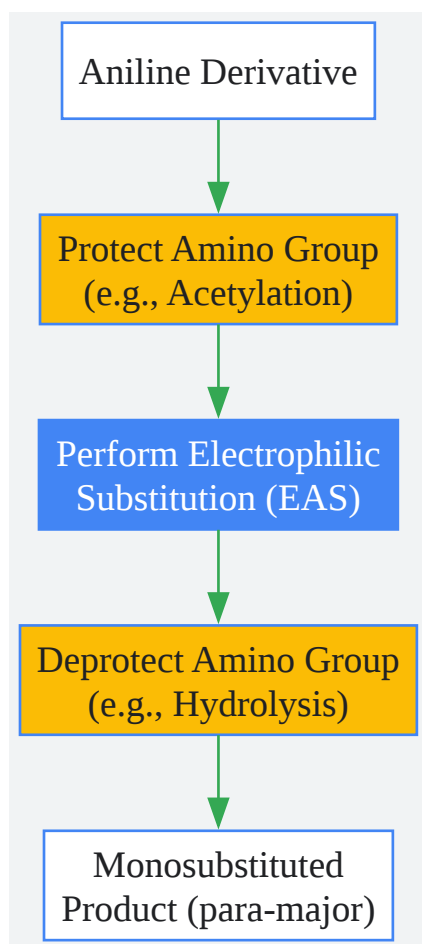 Aniline Derivative
Protect Amino Group
(e.g., Acetylation)
Perform Electrophilic
Substitution (EAS)
Deprotect Amino Group
(e.g., Hydrolysis)
Monosubstituted
Product (para-major)